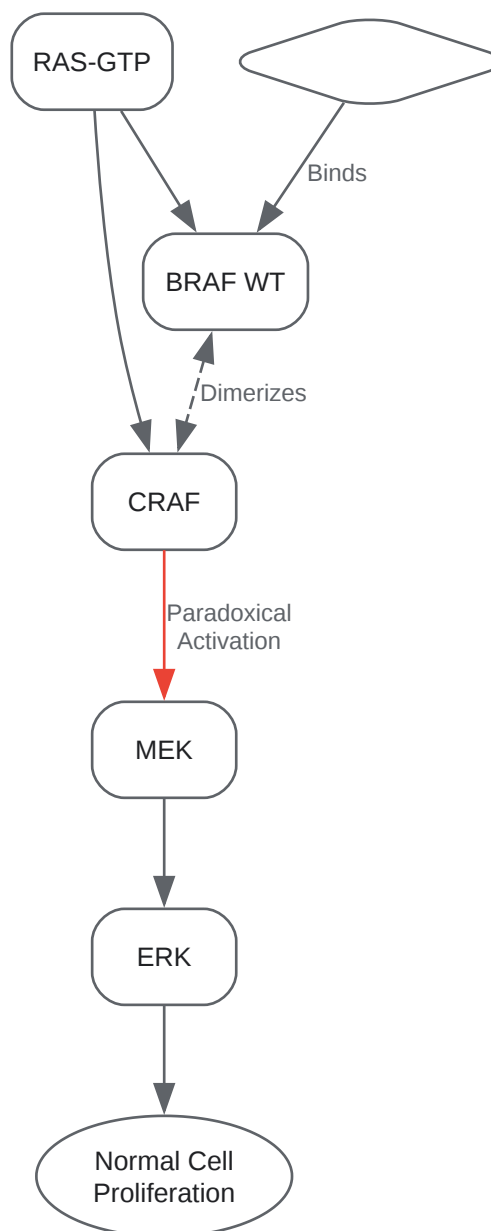 RAS-GTP
Binds
BRAF WT
Dimerizes
CRAF
Paradoxical
Activation
MEK
ERK
Normal Cell
Proliferation